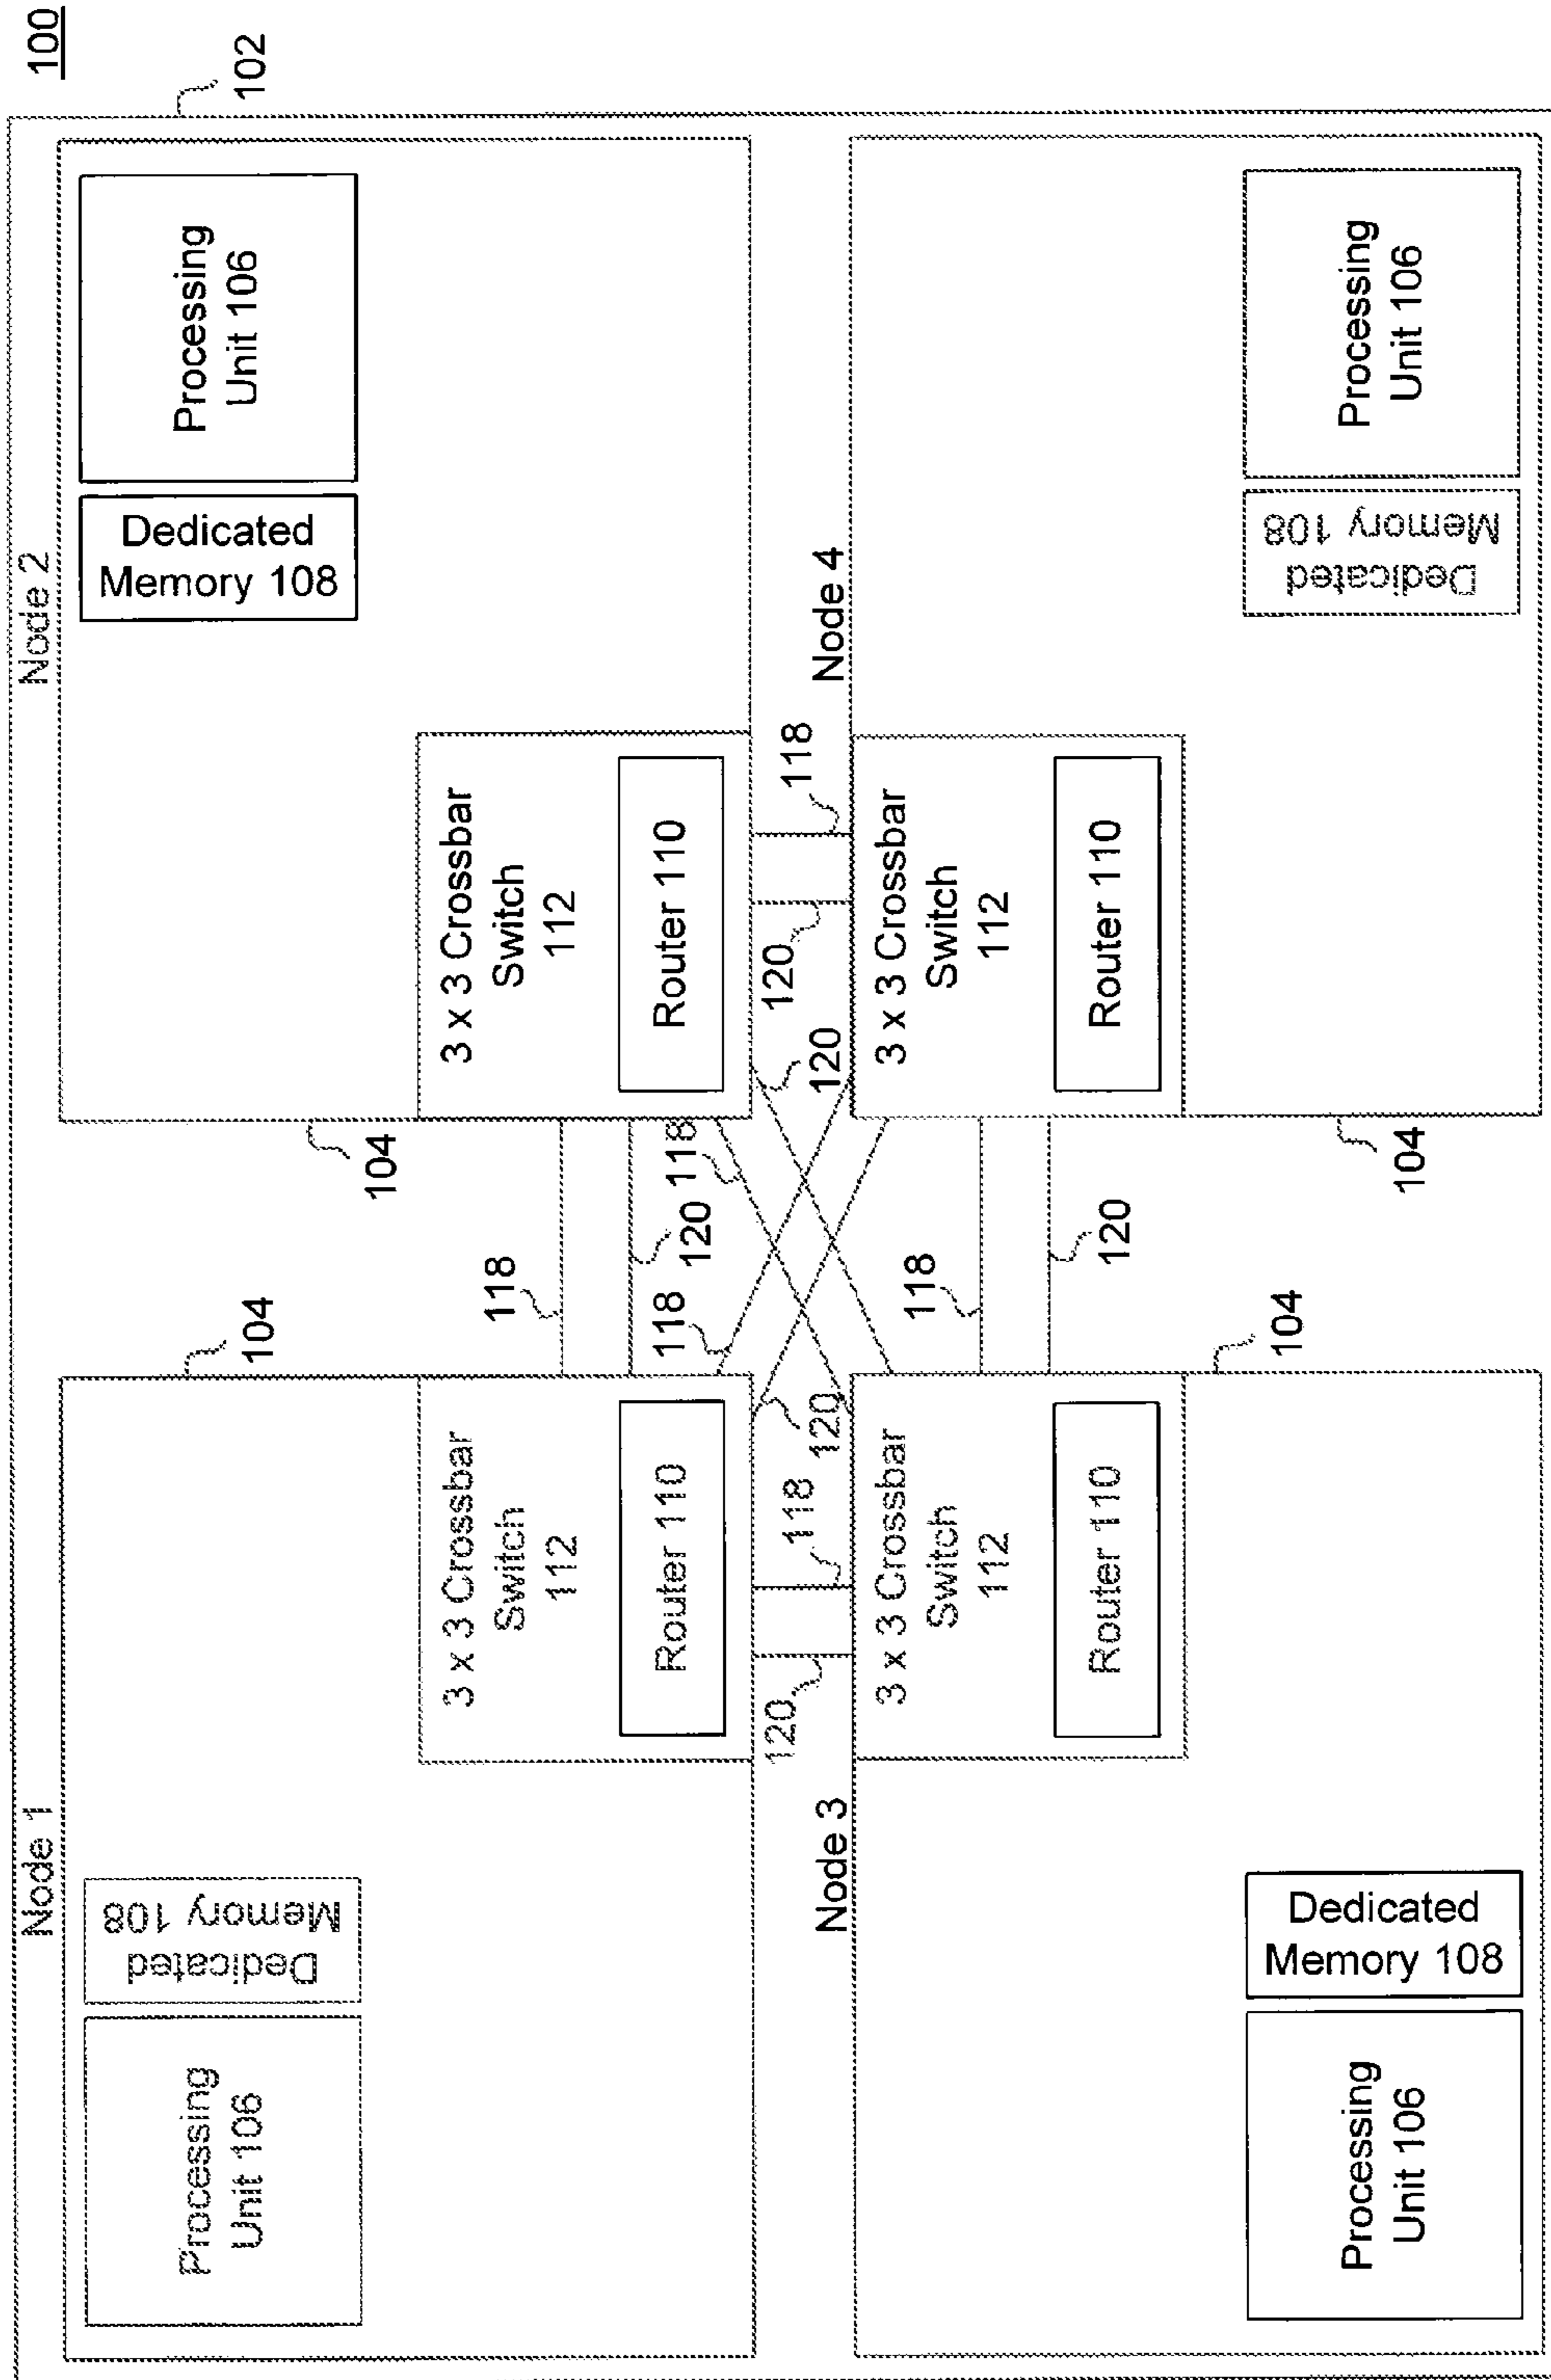 100
102
Node 1
Node 2
Processing
Unit 106
Dedicated
Memory 108
Dedicated
Memory 108
Processing
Unit 106
104
104
3 x 3 Crossbar
Switch
112
Router 110
3 x 3 Crossbar
Switch
112
Router 110
118
120
118
118
120
120
118
120
120
118
120
118
118
120
Node 3
Node 4
3 x 3 Crossbar
Switch
112
Router 110
3 x 3 Crossbar
Switch
112
Router 110
104
104
Processing
Unit 106
Dedicated
Memory 108
Dedicated
Memory 108
Processing
Unit 106